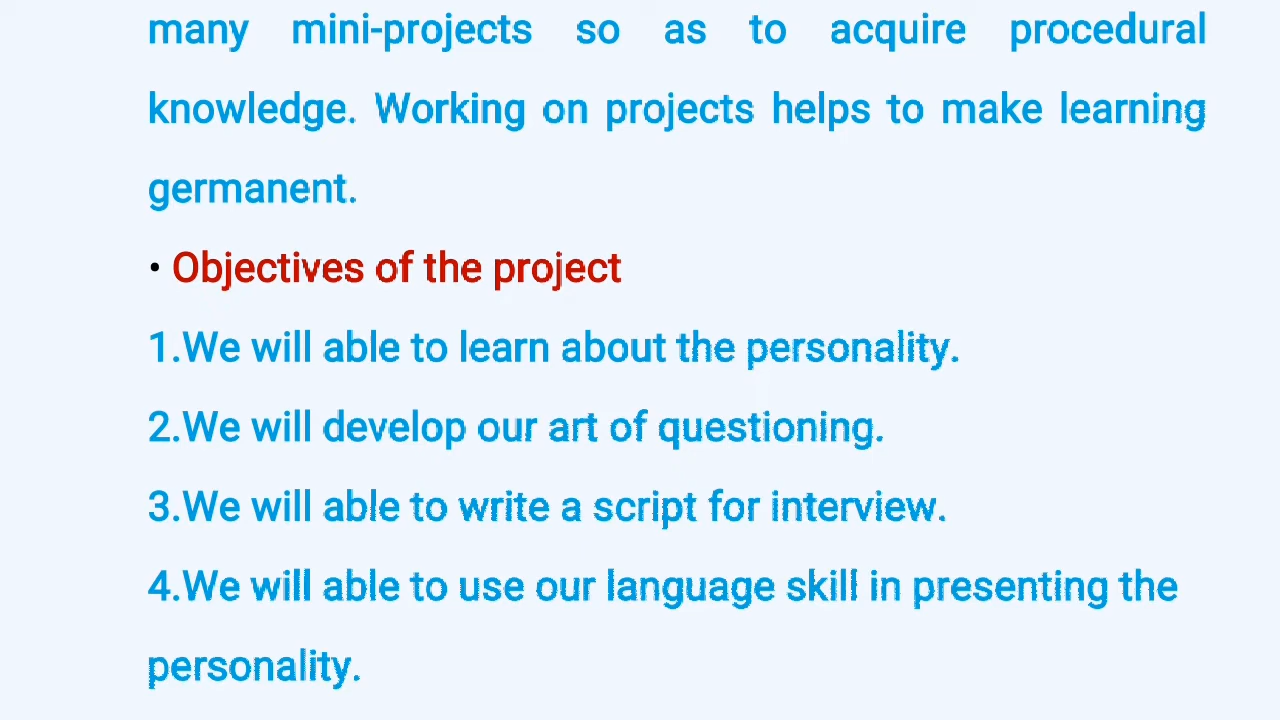 many mini-projects so as to acquire procedural
knowledge. Working on projects helps to make learning
germanent.
• Objectives of the project
1.We will able to learn about the personality.
2.We will develop our art of questioning.
3.We will able to write a script for interview.
4.We will able to use our language skill in presenting the
personality.